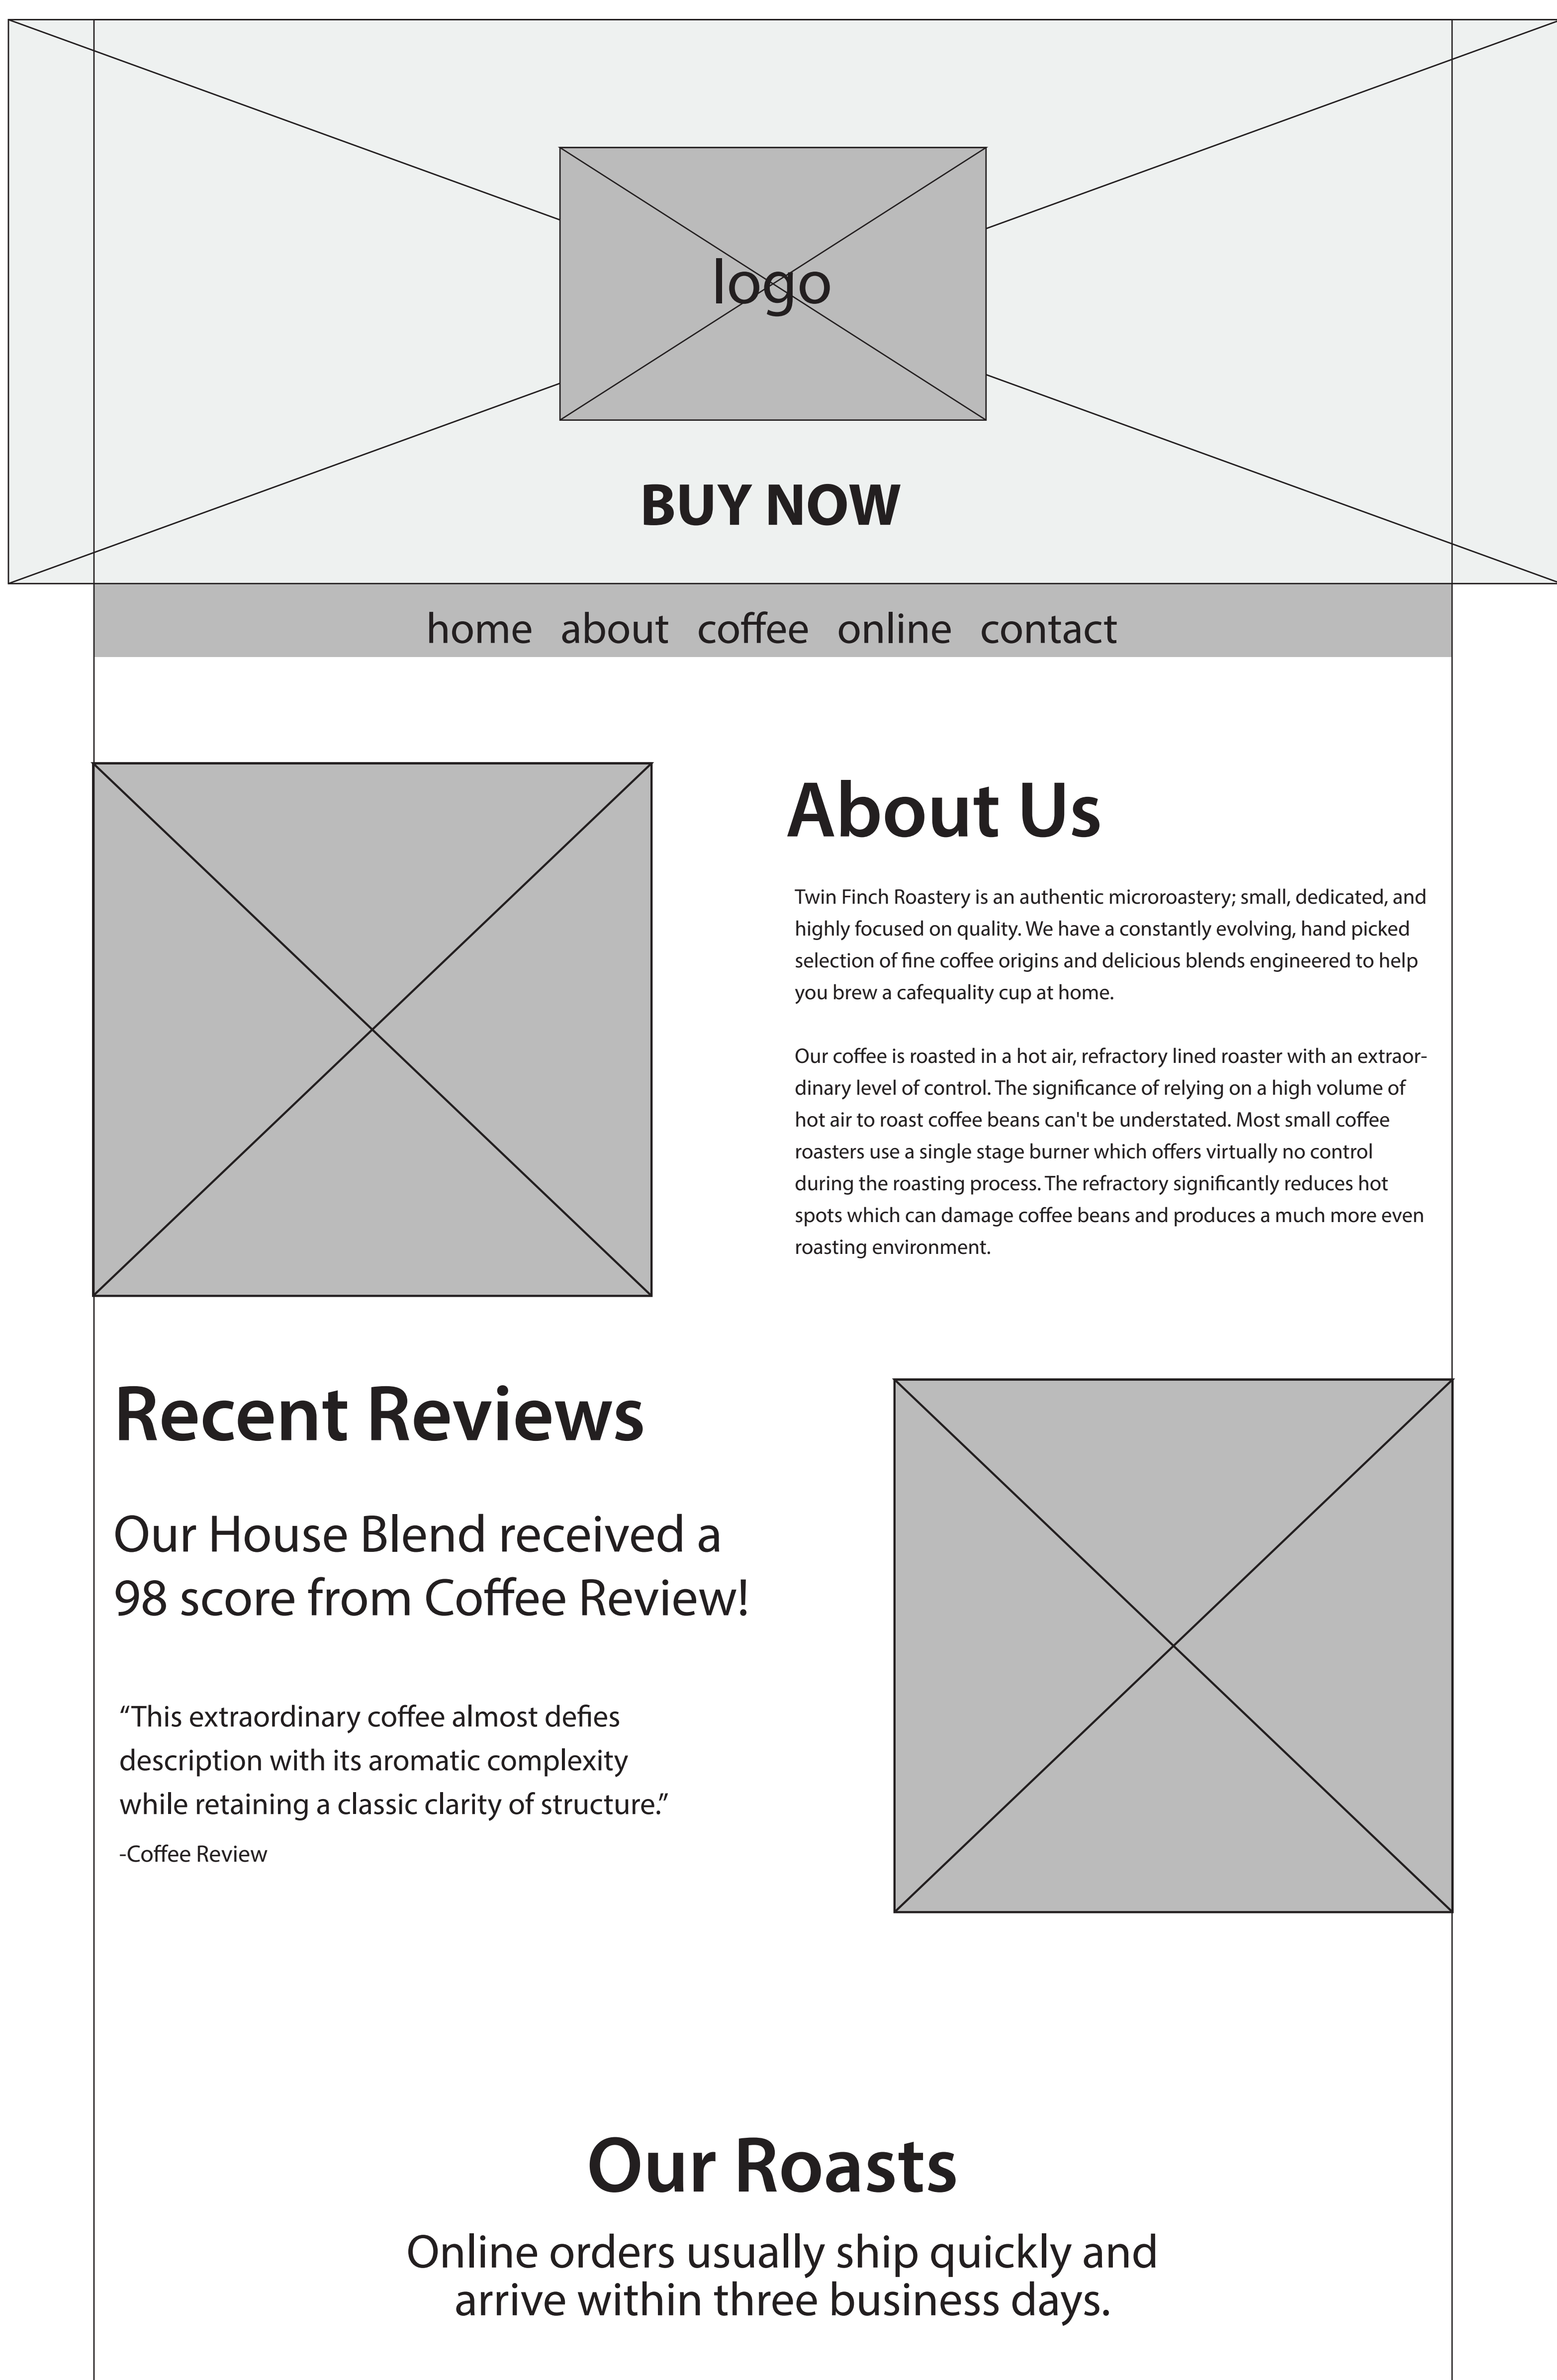 logo
BUY NOW
home about coffee online contact
About Us
Twin Finch Roastery is an authentic microroastery; small, dedicated, and
highly focused on quality. We have a constantly evolving, hand picked
selection of fine coffee origins and delicious blends engineered to help
you brew a cafequality cup at home.
Our coffee is roasted in a hot air, refractory lined roaster with an extraor-
dinary level of control. The significance of relying on a high volume of
hot air to roast coffee beans can't be understated. Most small coffee
roasters use a single stage burner which offers virtually no control
during the roasting process. The refractory significantly reduces hot
spots which can damage coffee beans and produces a much more even
roasting environment.
Recent Reviews
Our House Blend received a
98 score from Coffee Review!
“This extraordinary coffee almost defies
description with its aromatic complexity
while retaining a classic clarity of structure.”
-Coffee Review
Our Roasts
Online orders usually ship quickly and
arrive within three business days.